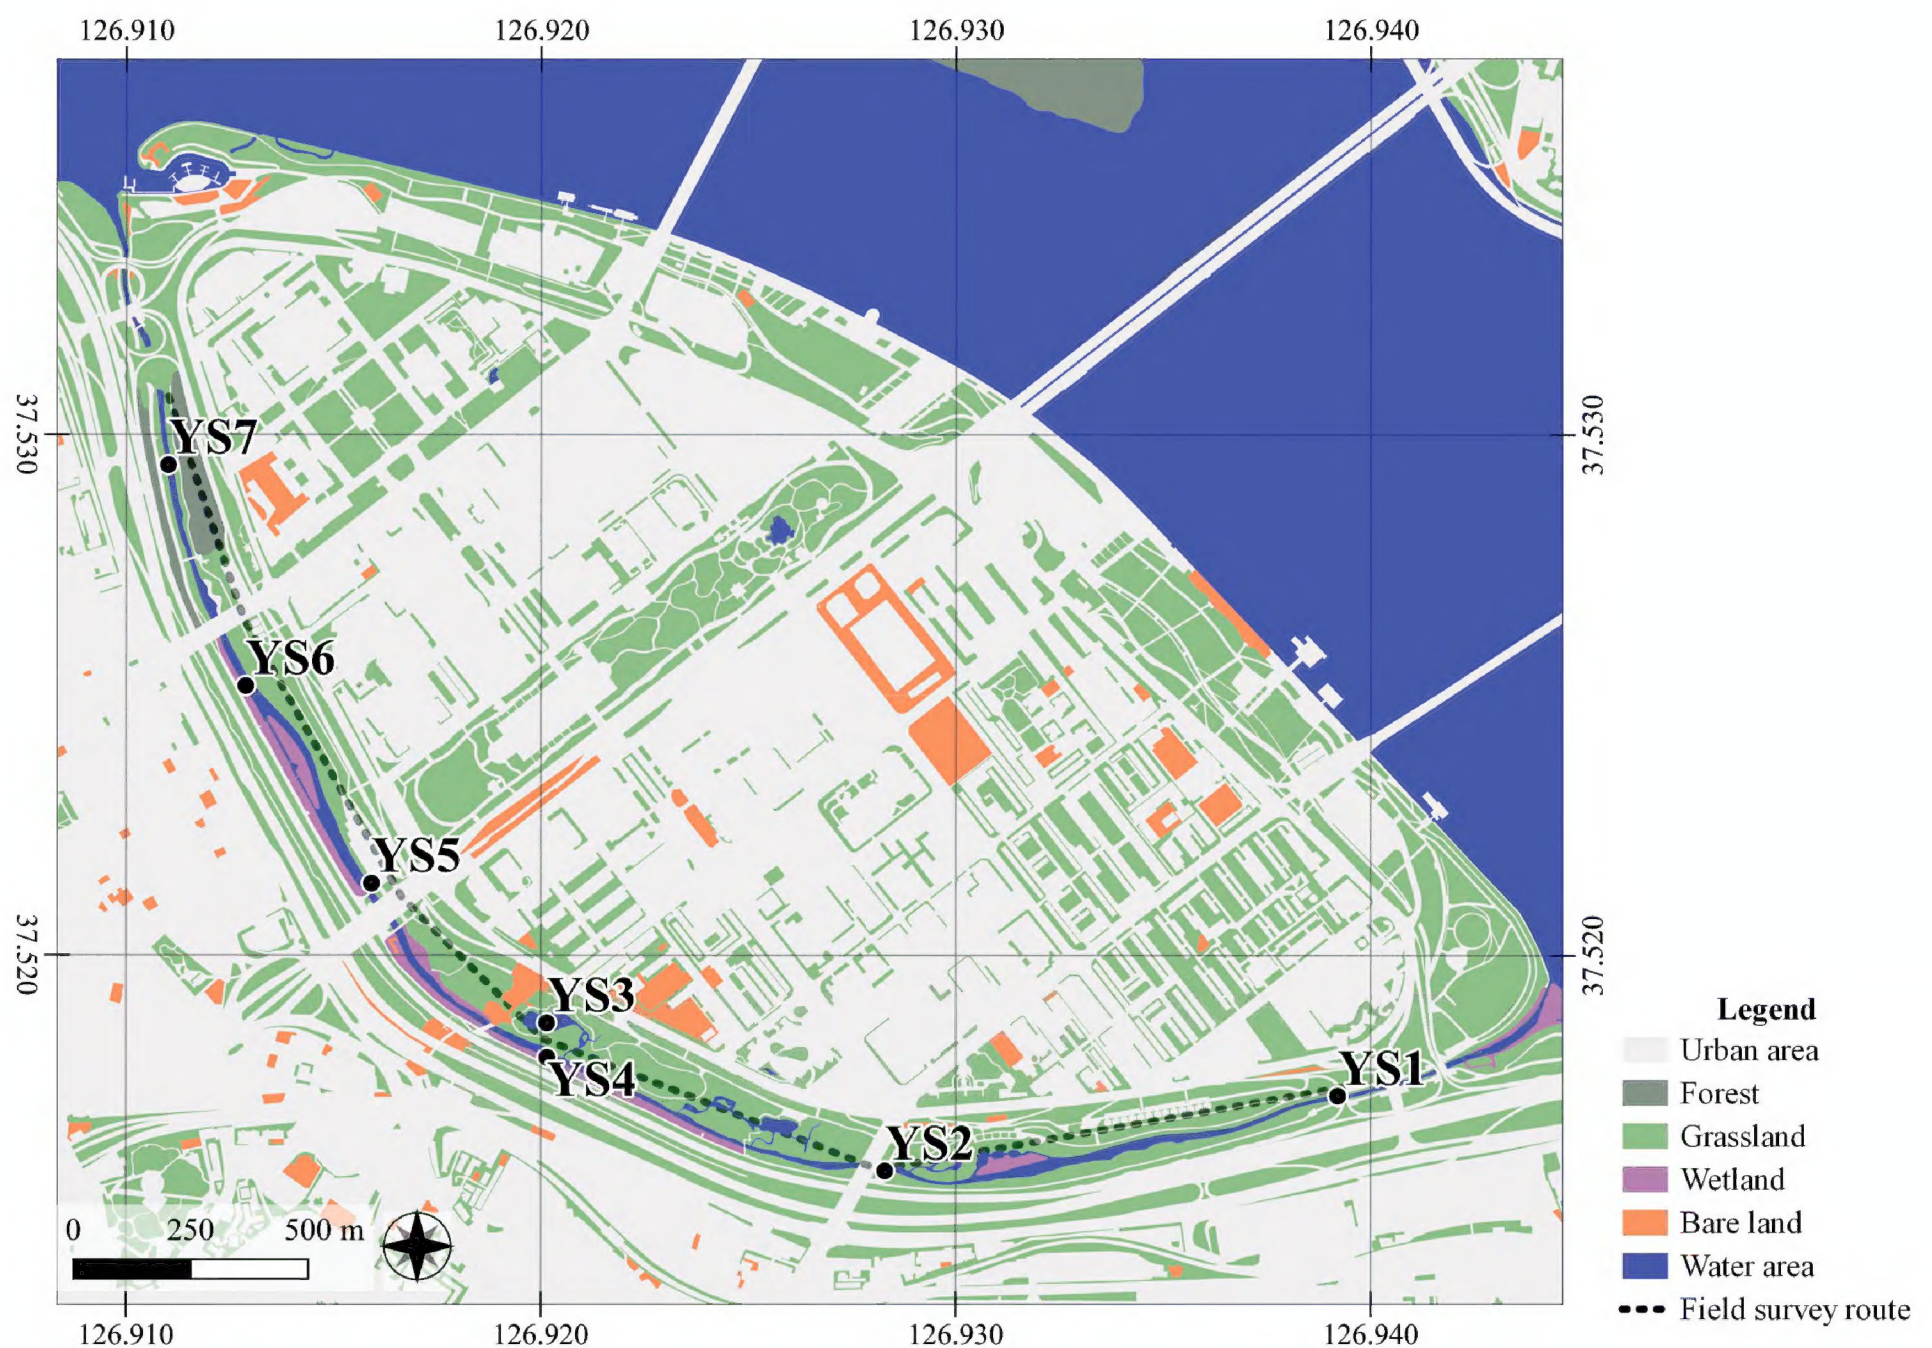 126.910 126.920 126.930 126.940
37.530 37.530
YS7
YS6
YS5
37.520 37.520
YS3
YS4
YS1
YS2
Legend
Urban area
Forest
Grassland
Wetland
Bare land
Water area
Field survey route
0 250 500 m
126.910 126.920 126.930 126.940